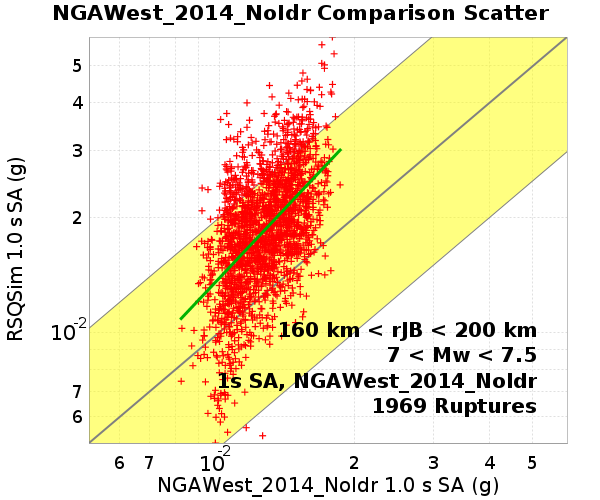 NGAWest_2014_NoIdr Comparison Scatter
RSQSim 1.0 s SA (g)
5
4
3
2
10^-2
7
6
160 km < rJB < 200 km
7 < Mw < 7.5
1s SA, NGAWest_2014_NoIdr
1969 Ruptures
6 7 10^-2 2 3 4 5
NGAWest_2014_NoIdr 1.0 s SA (g)